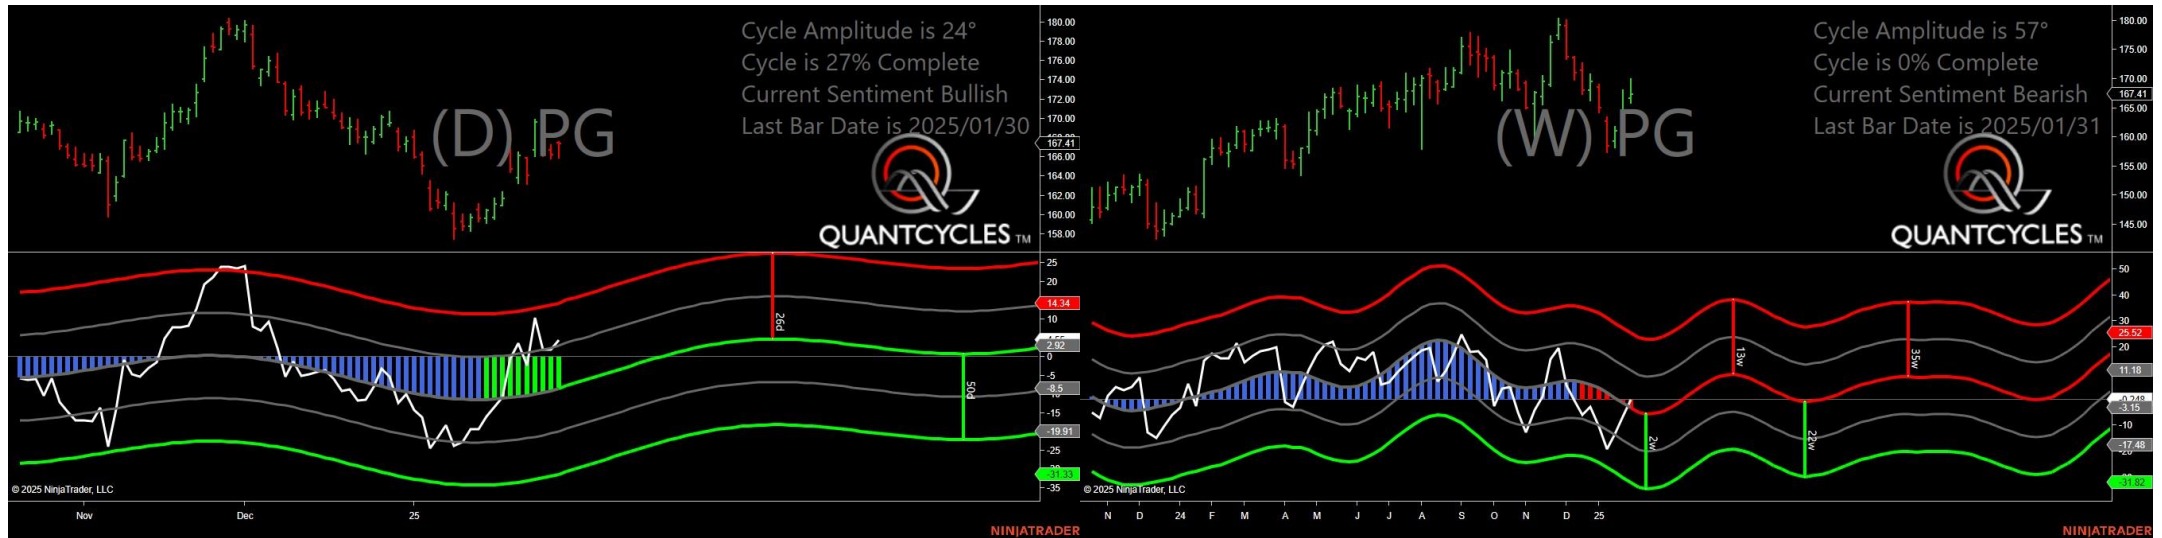 Cycle Amplitude is 24°
Cycle is 27% Complete
Current Sentiment Bullish
Last Bar Date is 2025/01/30
(D) PG
QUANTCYCLES TM
180.00
178.00
176.00
174.00
172.00
170.00
167.41
166.00
164.00
162.00
160.00
158.00
25
20
14.34
10
2.92
0
-5
-8.5
-15
-19.91
-25
-31.33
-35
26d
50d
© 2025 NinjaTrader, LLC
Nov
Dec
25
NINJATRADER
Cycle Amplitude is 57°
Cycle is 0% Complete
Current Sentiment Bearish
Last Bar Date is 2025/01/31
(W) PG
QUANTCYCLES TM
180.00
175.00
170.00
167.41
165.00
160.00
155.00
150.00
145.00
50
40
30
25.52
20
11.18
-3.15
-10
-17.48
-31.82
13w
35w
2w
22w
© 2025 NinjaTrader, LLC
N D 24 F M A M J J A S O N D 25
NINJATRADER